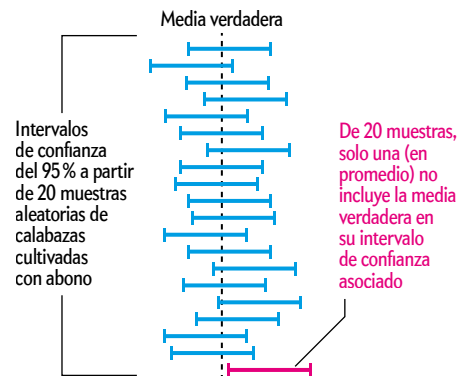 Media verdadera
Intervalos
de confianza
del 95 % a partir
de 20 muestras
aleatorias de
calabazas
cultivadas
con abono
De 20 muestras,
solo una (en
promedio) no
incluye la media
verdadera en
su intervalo
de confianza
asociado